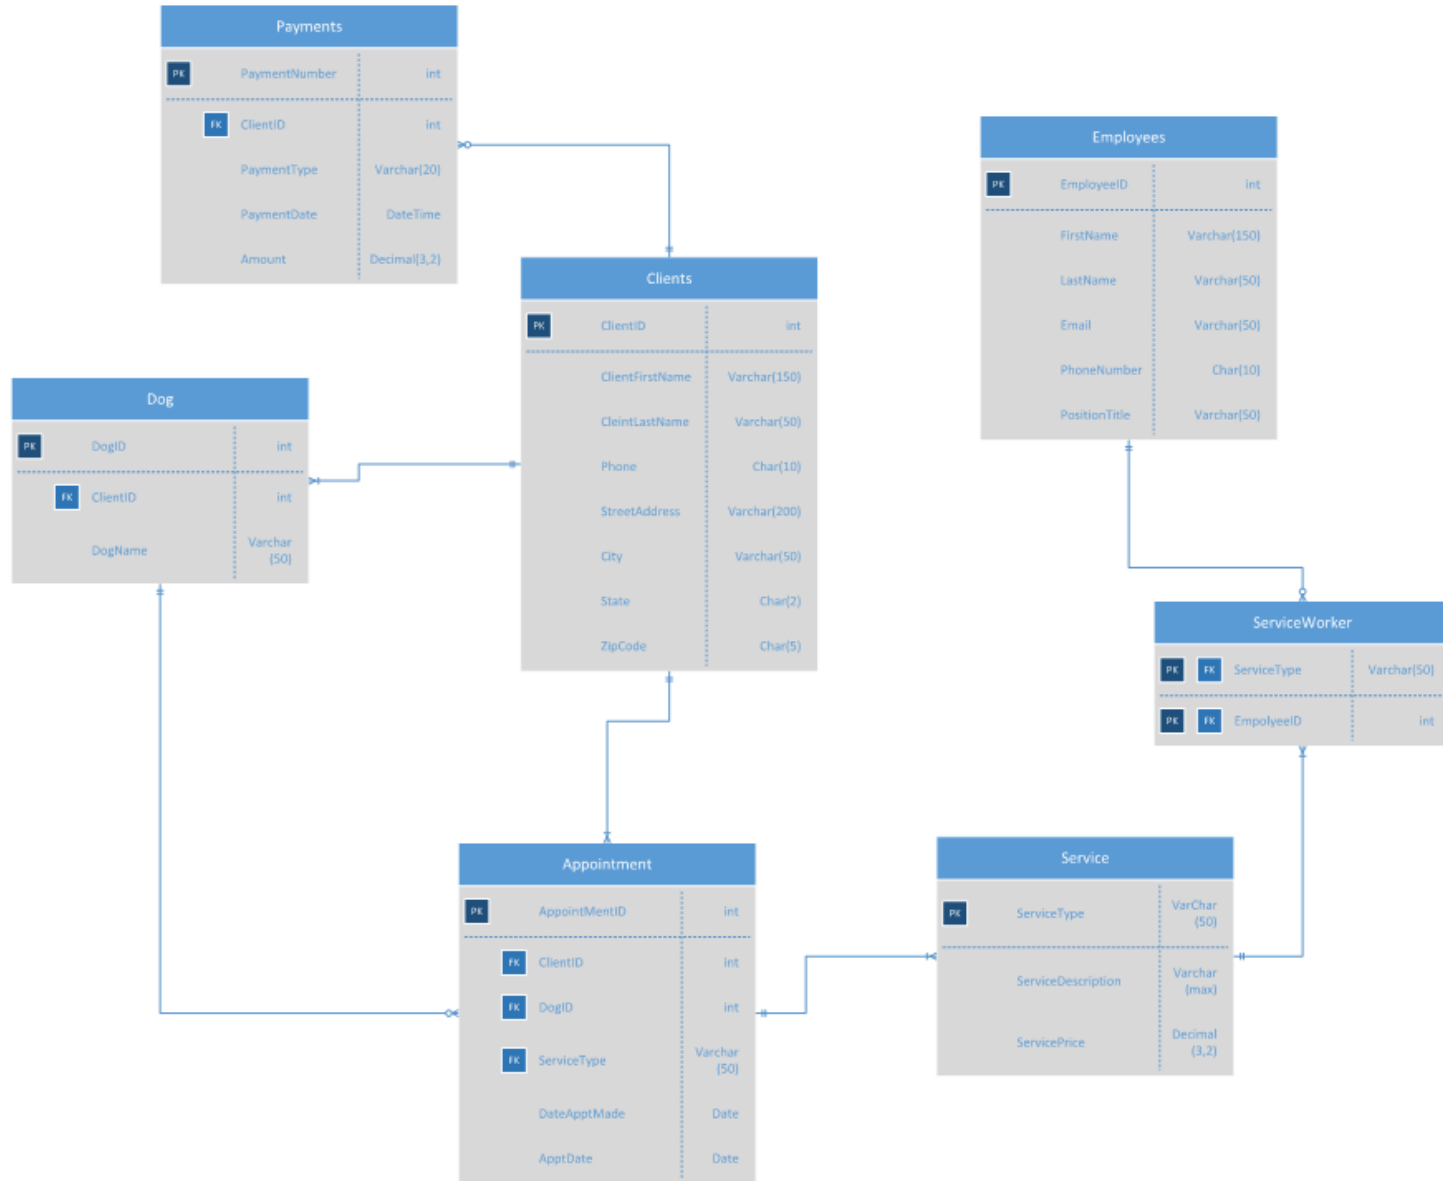 Payments
PK PaymentNumber int
FK ClientID int
PaymentType Varchar(20)
PaymentDate DateTime
Amount Decimal(3,2)
Employees
PK EmployeeID int
FirstName Varchar(150)
LastName Varchar(50)
Email Varchar(50)
PhoneNumber Char(10)
PositionTitle Varchar(50)
Clients
PK ClientID int
ClientFirstName Varchar(150)
CleintLastName Varchar(50)
Phone Char(10)
StreetAddress Varchar(200)
City Varchar(50)
State Char(2)
ZipCode Char(5)
Dog
PK DogID int
FK ClientID int
DogName Varchar
(50)
ServiceWorker
PK FK ServiceType Varchar(50)
PK FK EmpolyeeID int
Appointment
PK AppointMentID int
FK ClientID int
FK DogID int
FK ServiceType Varchar
(50)
DateApptMade Date
ApptDate Date
Service
PK ServiceType VarChar
(50)
ServiceDescription Varchar
(max)
ServicePrice Decimal
(3,2)